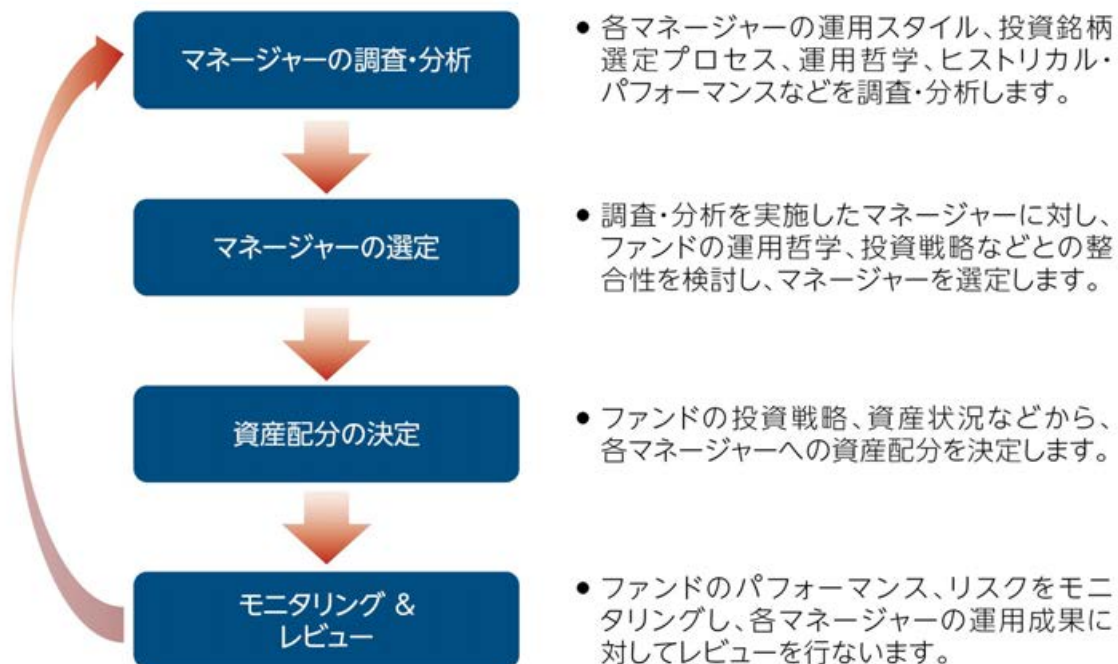 マネージャーの調査・分析
● 各マネージャーの運用スタイル、投資銘柄
選定プロセス、運用哲学、ヒストリカル・
パフォーマンスなどを調査・分析します。
マネージャーの選定
● 調査・分析を実施したマネージャーに対し、
ファンドの運用哲学、投資戦略などとの整
合性を検討し、マネージャーを選定します。
資産配分の決定
● ファンドの投資戦略、資産状況などから、
各マネージャーへの資産配分を決定します。
モニタリング &
レビュー
● ファンドのパフォーマンス、リスクをモニ
タリングし、各マネージャーの運用成果に
対してレビューを行ないます。